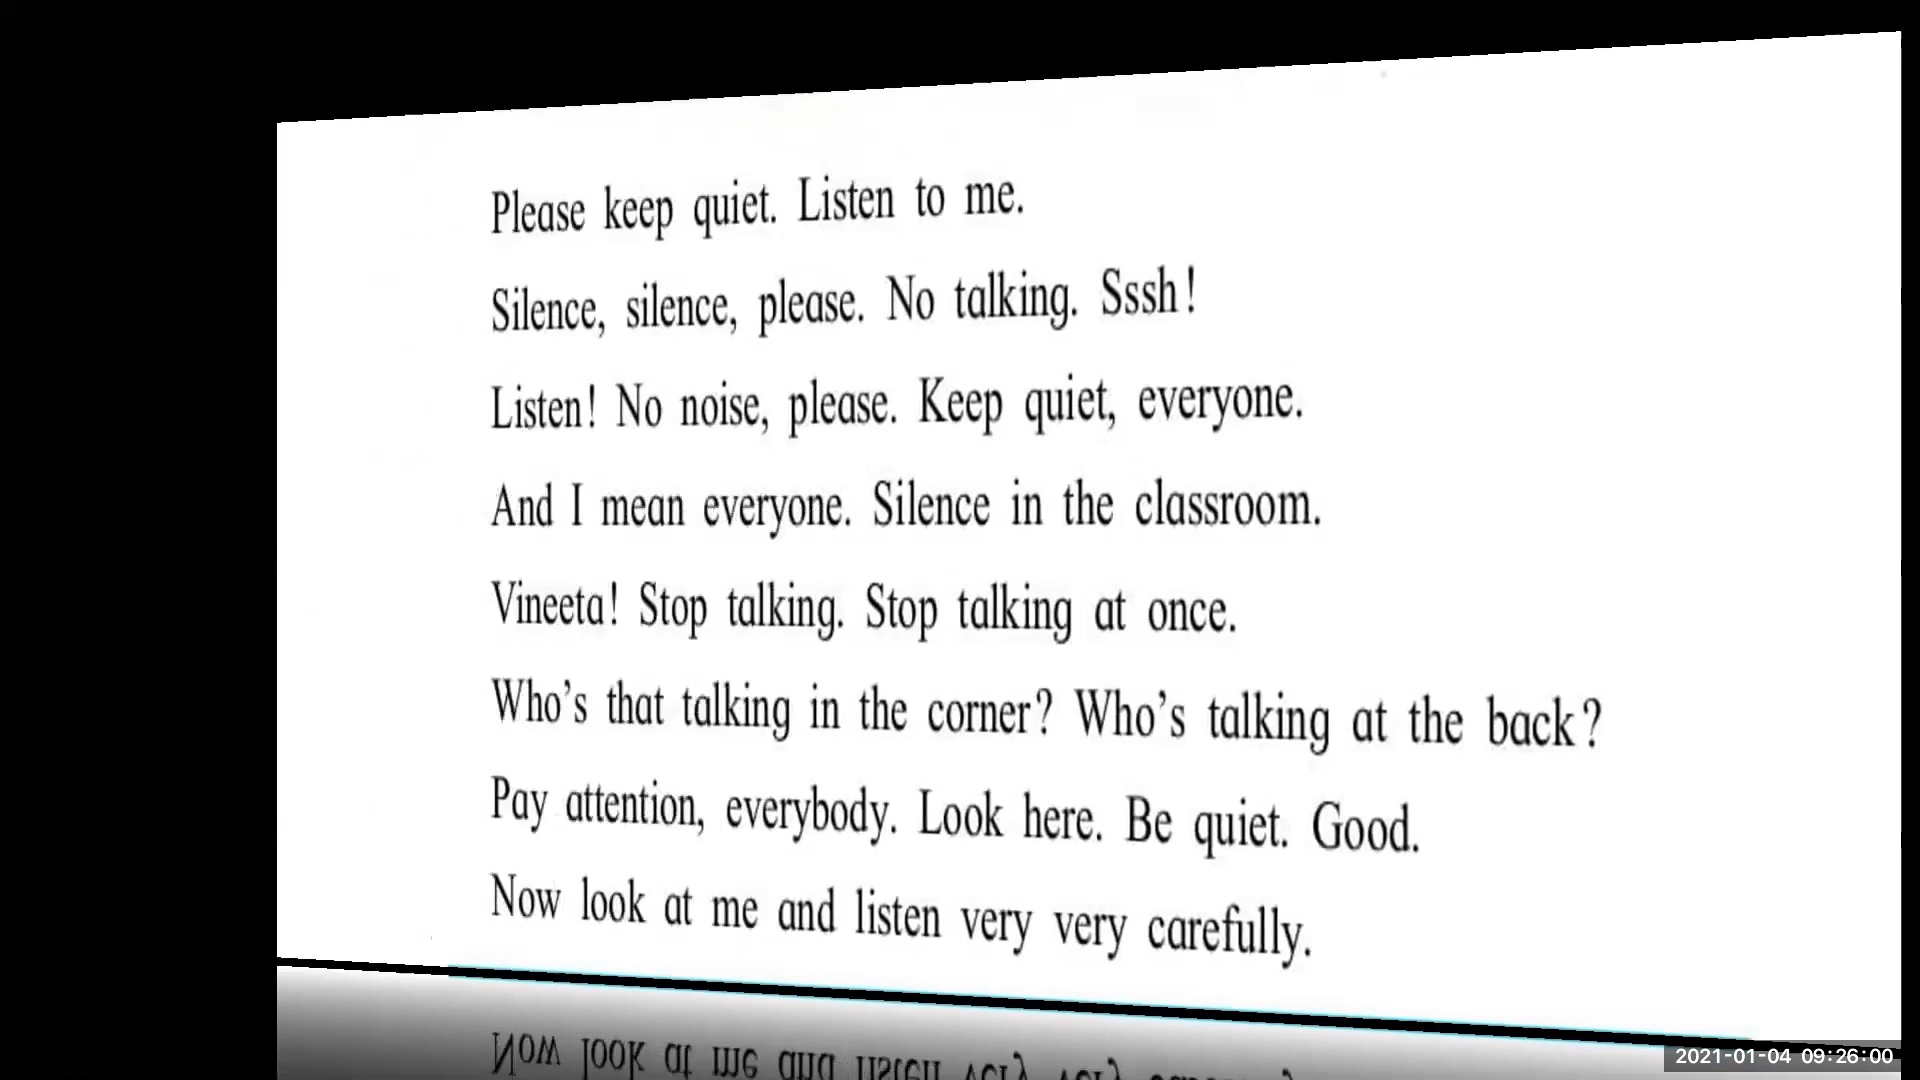 Please keep quiet. Listen to me.
Silence, silence, please. No talking. Sssh!
Listen! No noise, please. Keep quiet, everyone.
And I mean everyone. Silence in the classroom.
Vineeta! Stop talking. Stop talking at once.
Who's that talking in the corner? Who's talking at the back?
Pay attention, everybody. Look here. Be quiet. Good.
Now look at me and listen very very carefully.
2021-01-04 09:26:00